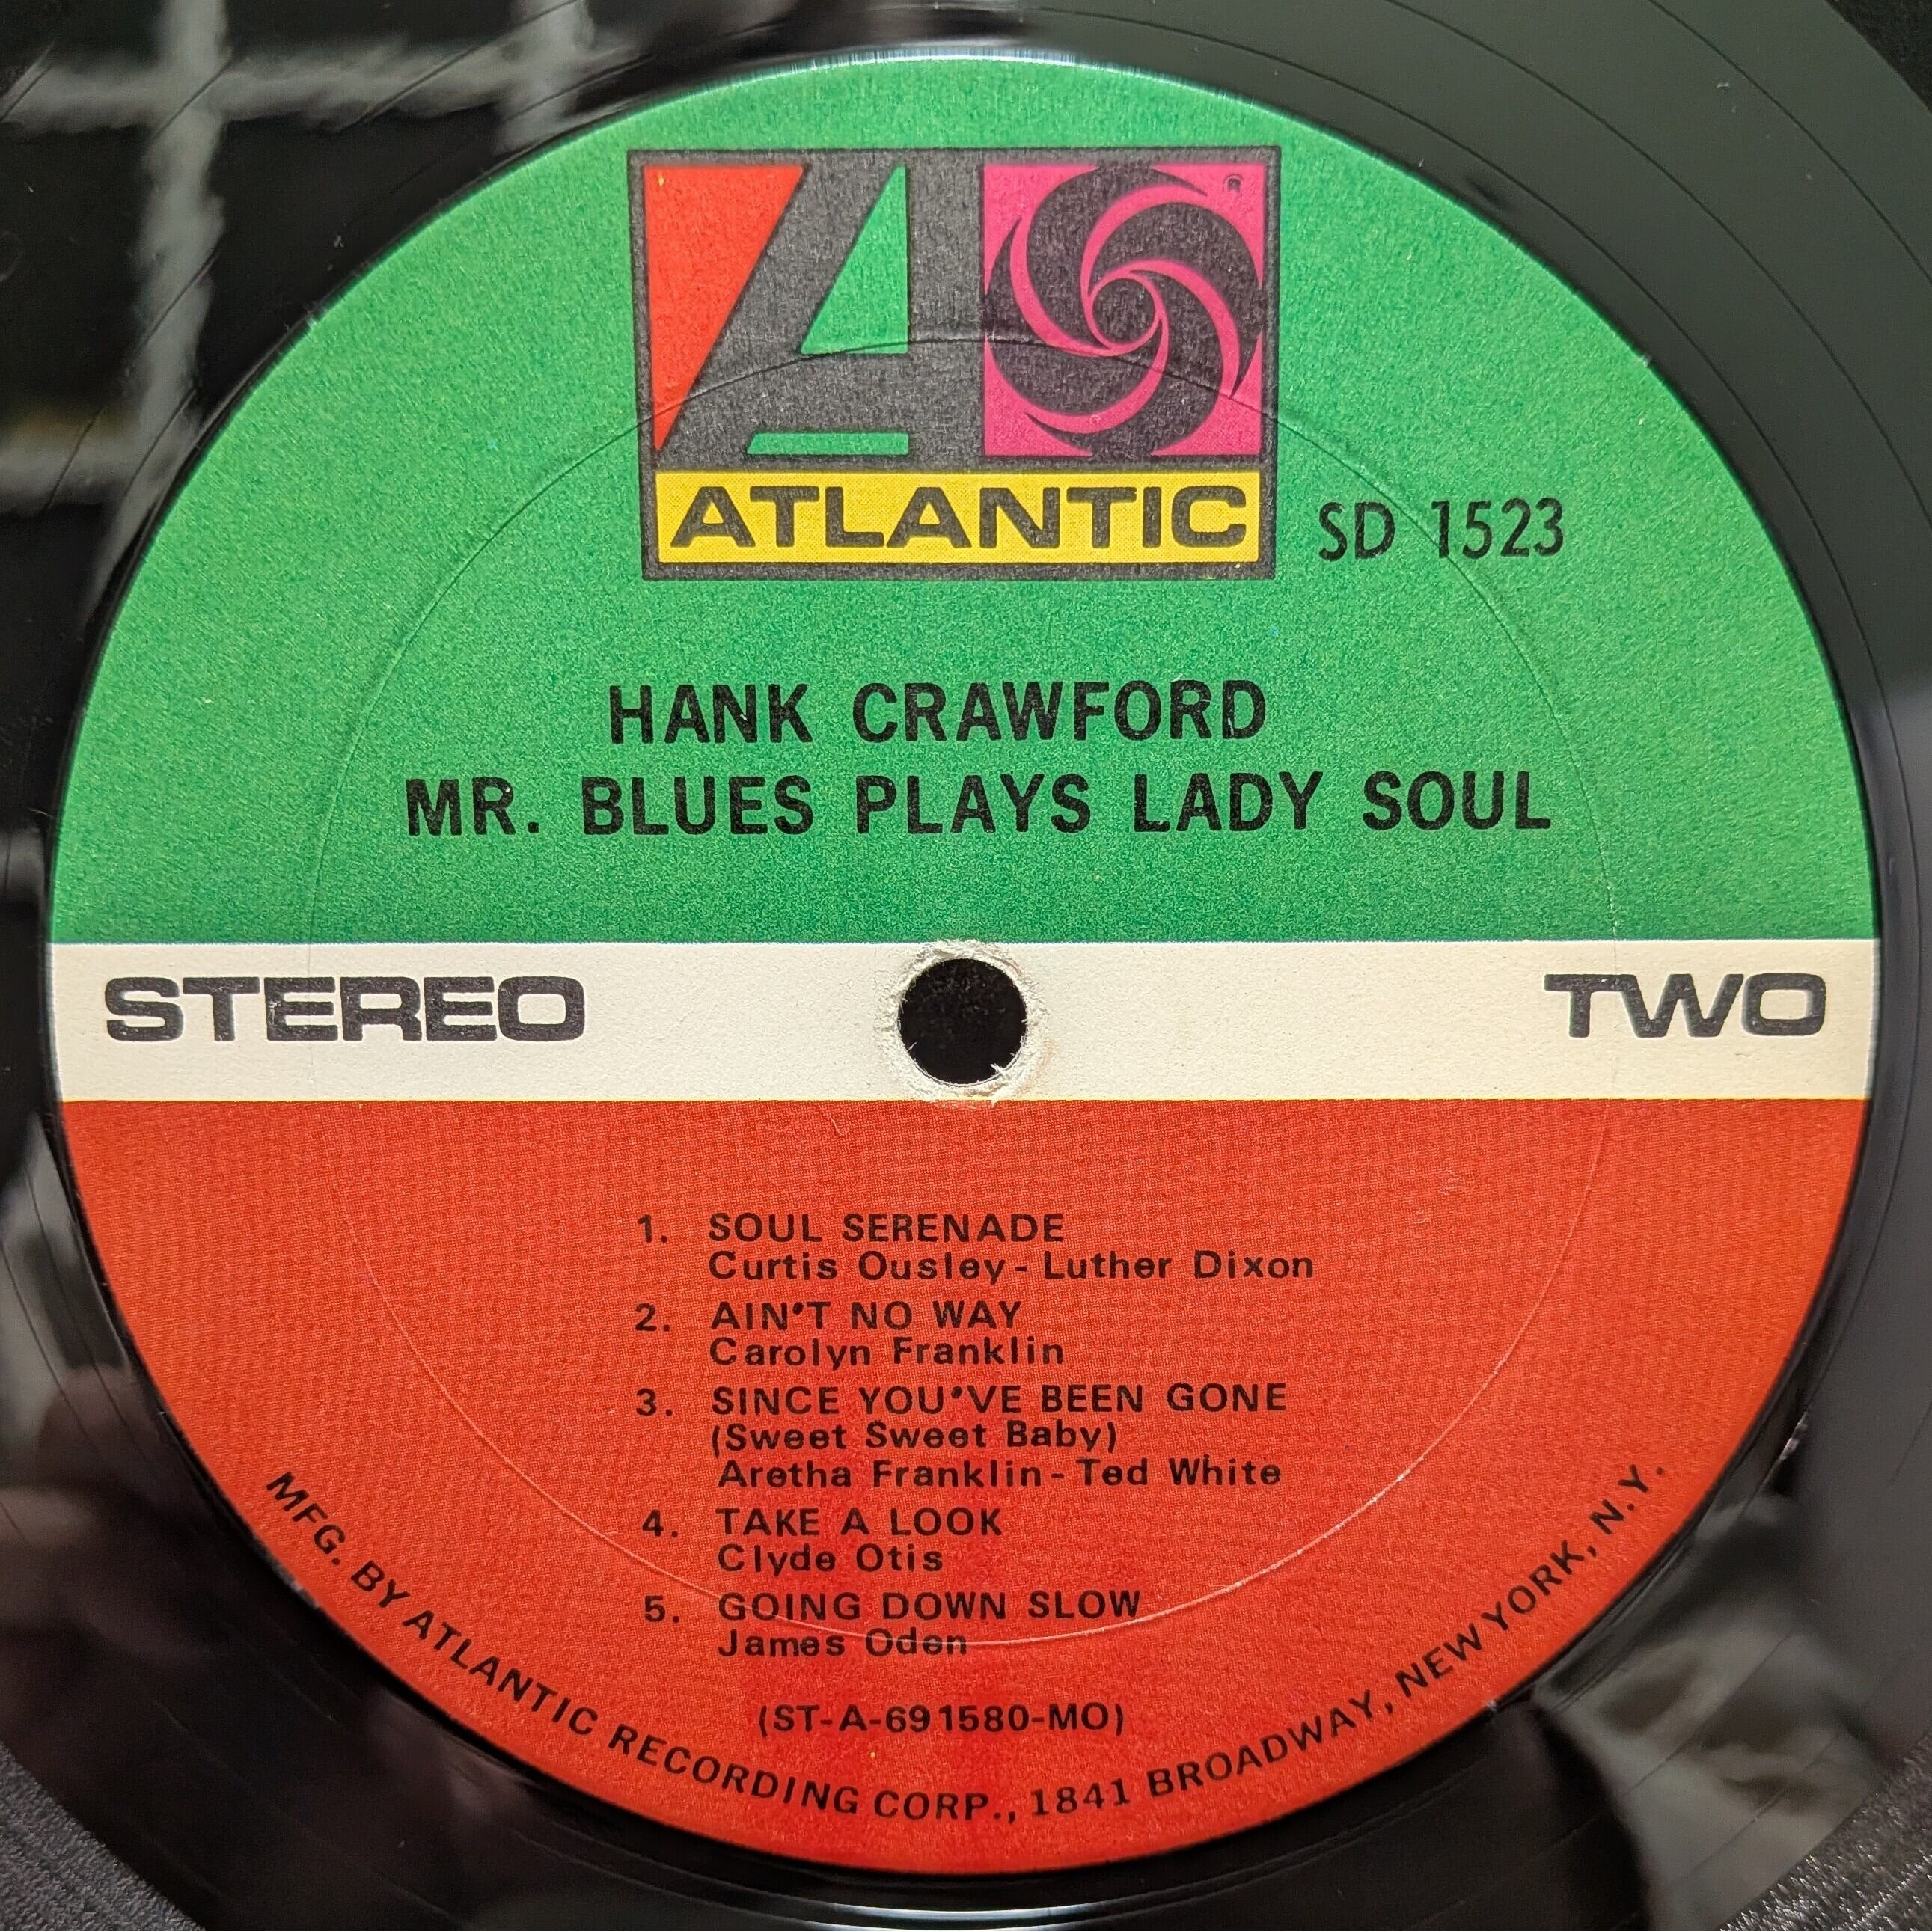 A
ATLANTIC
SD 1523
HANK CRAWFORD
MR. BLUES PLAYS LADY SOUL
STEREO
TWO
1. SOUL SERENADE
Curtis Ousley - Luther Dixon
2. AIN'T NO WAY
Carolyn Franklin
3. SINCE YOU'VE BEEN GONE
(Sweet Sweet Baby)
Aretha Franklin - Ted White
4. TAKE A LOOK
Clyde Otis
5. GOING DOWN SLOW
James Oden
(ST-A-691580-MO)
MFG. BY ATLANTIC RECORDING CORP., 1841 BROADWAY, NEW YORK, N.Y.